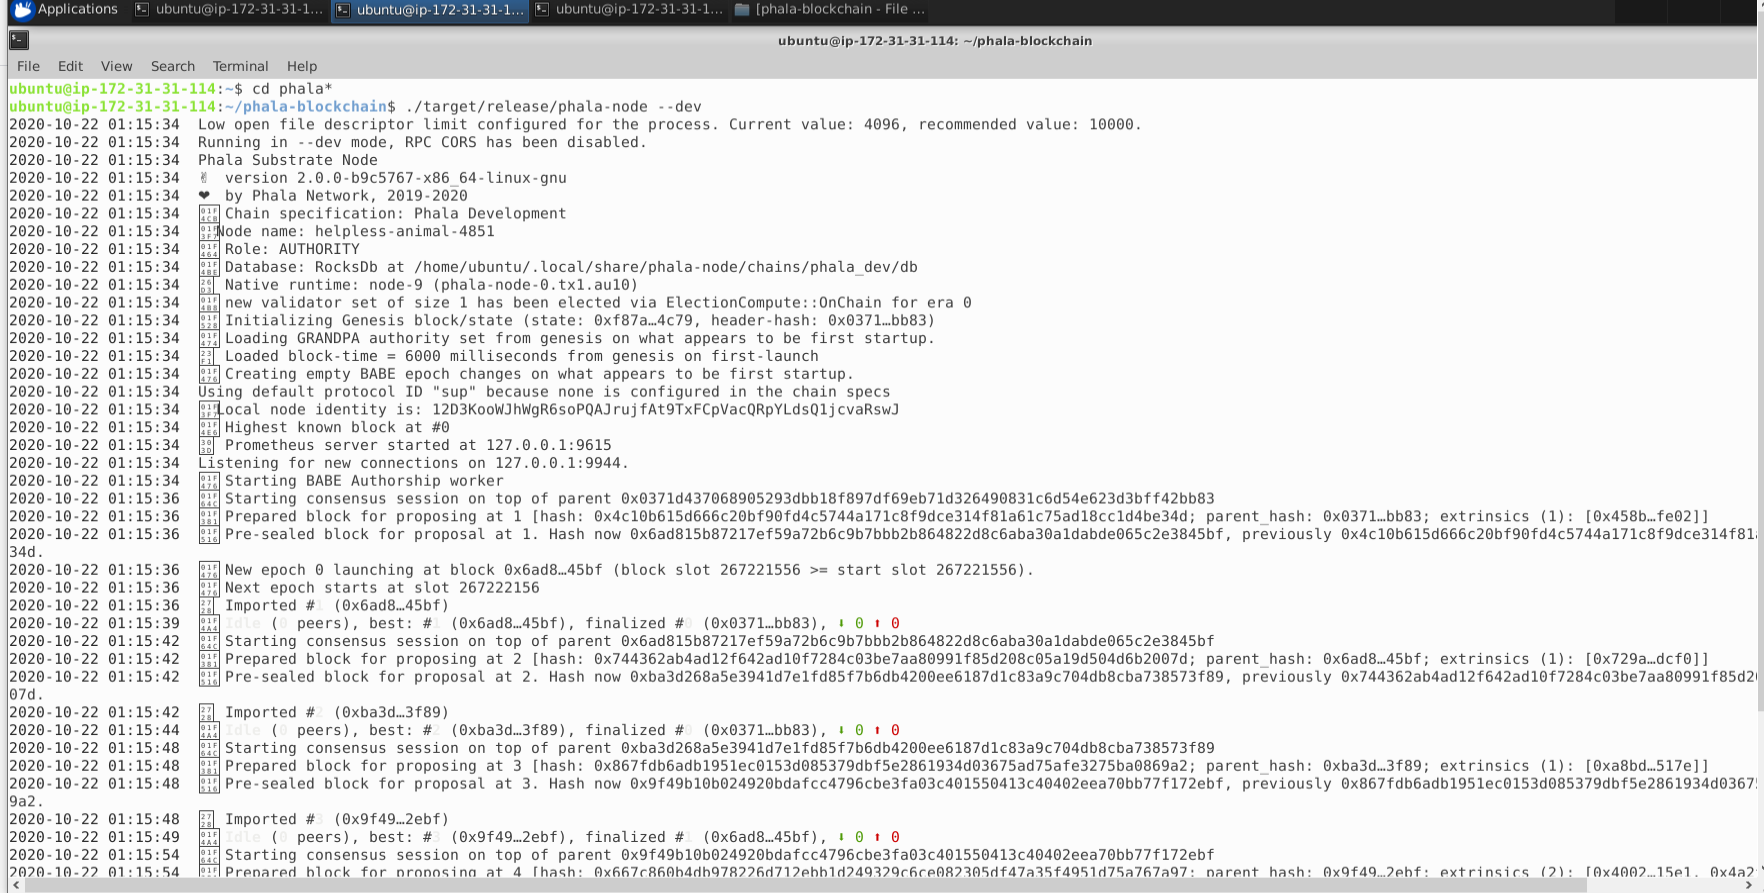 Applications
ubuntu@ip-172-31-31-1...
ubuntu@ip-172-31-31-1...
ubuntu@ip-172-31-31-1...
[phala-blockchain - File ...
ubuntu@ip-172-31-31-114: ~/phala-blockchain
File Edit View Search Terminal Help
ubuntu@ip-172-31-31-114:~$ cd phala*
ubuntu@ip-172-31-31-114:~/phala-blockchain$ ./target/release/phala-node --dev
2020-10-22 01:15:34 Low open file descriptor limit configured for the process. Current value: 4096, recommended value: 10000.
2020-10-22 01:15:34 Running in --dev mode, RPC CORS has been disabled.
2020-10-22 01:15:34 Phala Substrate Node
2020-10-22 01:15:34 ✌ version 2.0.0-b9c5767-x86_64-linux-gnu
2020-10-22 01:15:34 ❤ by Phala Network, 2019-2020
2020-10-22 01:15:34 Chain specification: Phala Development
2020-10-22 01:15:34 Node name: helpless-animal-4851
2020-10-22 01:15:34 Role: AUTHORITY
2020-10-22 01:15:34 Database: RocksDb at /home/ubuntu/.local/share/phala-node/chains/phala_dev/db
2020-10-22 01:15:34 Native runtime: node-9 (phala-node-0.tx1.au10)
2020-10-22 01:15:34 new validator set of size 1 has been elected via ElectionCompute::OnChain for era 0
2020-10-22 01:15:34 Initializing Genesis block/state (state: 0xf87a…4c79, header-hash: 0x0371…bb83)
2020-10-22 01:15:34 Loading GRANDPA authority set from genesis on what appears to be first startup.
2020-10-22 01:15:34 Loaded block-time = 6000 milliseconds from genesis on first-launch
2020-10-22 01:15:34 Creating empty BABE epoch changes on what appears to be first startup.
2020-10-22 01:15:34 Using default protocol ID "sup" because none is configured in the chain specs
2020-10-22 01:15:34 Local node identity is: 12D3KooWJhWgR6soPQAJrujfAt9TxFCpVacQRpYLdsQ1jcvaRswJ
2020-10-22 01:15:34 Highest known block at #0
2020-10-22 01:15:34 Prometheus server started at 127.0.0.1:9615
2020-10-22 01:15:34 Listening for new connections on 127.0.0.1:9944.
2020-10-22 01:15:34 Starting BABE Authorship worker
2020-10-22 01:15:36 Starting consensus session on top of parent 0x0371d437068905293dbb18f897df69eb71d326490831c6d54e623d3bff42bb83
2020-10-22 01:15:36 Prepared block for proposing at 1 [hash: 0x4c10b615d666c20bf90fd4c5744a171c8f9dce314f81a61c75ad18cc1d4be34d; parent_hash: 0x0371…bb83; extrinsics (1): [0x458b…fe02]]
2020-10-22 01:15:36 Pre-sealed block for proposal at 1. Hash now 0x6ad815b87217ef59a72b6c9b7bbb2b864822d8c6aba30a1dabde065c2e3845bf, previously 0x4c10b615d666c20bf90fd4c5744a171c8f9dce314f81a
34d.
2020-10-22 01:15:36 New epoch 0 launching at block 0x6ad8…45bf (block slot 267221556 >= start slot 267221556).
2020-10-22 01:15:36 Next epoch starts at slot 267222156
2020-10-22 01:15:36 Imported #1 (0x6ad8…45bf)
2020-10-22 01:15:39 Idle (0 peers), best: #1 (0x6ad8…45bf), finalized #0 (0x0371…bb83), ⬇ 0 ⬆ 0
2020-10-22 01:15:42 Starting consensus session on top of parent 0x6ad815b87217ef59a72b6c9b7bbb2b864822d8c6aba30a1dabde065c2e3845bf
2020-10-22 01:15:42 Prepared block for proposing at 2 [hash: 0x744362ab4ad12f642ad10f7284c03be7aa80991f85d208c05a19d504d6b2007d; parent_hash: 0x6ad8…45bf; extrinsics (1): [0x729a…dcf0]]
2020-10-22 01:15:42 Pre-sealed block for proposal at 2. Hash now 0xba3d268a5e3941d7e1fd85f7b6db4200ee6187d1c83a9c704db8cba738573f89, previously 0x744362ab4ad12f642ad10f7284c03be7aa80991f85d20
07d.
2020-10-22 01:15:42 Imported #2 (0xba3d…3f89)
2020-10-22 01:15:44 Idle (0 peers), best: #2 (0xba3d…3f89), finalized #0 (0x0371…bb83), ⬇ 0 ⬆ 0
2020-10-22 01:15:48 Starting consensus session on top of parent 0xba3d268a5e3941d7e1fd85f7b6db4200ee6187d1c83a9c704db8cba738573f89
2020-10-22 01:15:48 Prepared block for proposing at 3 [hash: 0x867fdb6adb1951ec0153d085379dbf5e2861934d03675ad75afe3275ba0869a2; parent_hash: 0xba3d…3f89; extrinsics (1): [0xa8bd…517e]]
2020-10-22 01:15:48 Pre-sealed block for proposal at 3. Hash now 0x9f49b10b024920bdafcc4796cbe3fa03c401550413c40402eea70bb77f172ebf, previously 0x867fdb6adb1951ec0153d085379dbf5e2861934d0367
9a2.
2020-10-22 01:15:48 Imported #3 (0x9f49…2ebf)
2020-10-22 01:15:49 Idle (0 peers), best: #3 (0x9f49…2ebf), finalized #1 (0x6ad8…45bf), ⬇ 0 ⬆ 0
2020-10-22 01:15:54 Starting consensus session on top of parent 0x9f49b10b024920bdafcc4796cbe3fa03c401550413c40402eea70bb77f172ebf
2020-10-22 01:15:54 Prepared block for proposing at 4 [hash: 0x667c860b4db978226d712ebb1d249329c6ce082305df47a35f4951d75a767a97; parent_hash: 0x9f49…2ebf; extrinsics (2): [0x4002…15e1, 0x4a2